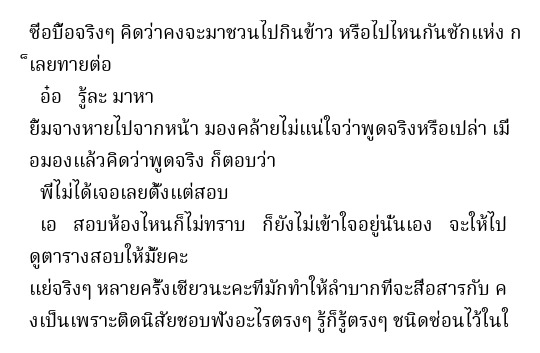 ซื่อบื้อจริงๆ คิดว่าคงจะมาชวนไปกินข้าว หรือไปไหนกันซักแห่ง ก
็เลยทายต่อ
อ๋อ รู้ละ มาหา
ยิ้มจางหายไปจากหน้า มองคล้ายไม่แน่ใจว่าพูดจริงหรือเปล่า เมื่
อมองแล้วคิดว่าพูดจริง ก็ตอบว่า
พี่ไม่ได้เจอเลยตั้งแต่สอบ
เอ สอบห้องไหนก็ไม่ทราบ ก็ยังไม่เข้าใจอยู่นั่นเอง จะให้ไป
ดูตารางสอบให้มั้ยคะ
แย่จริงๆ หลายครั้งเชียวนะคะที่มักทำให้ลำบากที่จะสื่อสารกับ ค
งเป็นเพราะติดนิสัยชอบฟังอะไรตรงๆ รู้ก็รู้ตรงๆ ชนิดซ่อนไว้ในใ